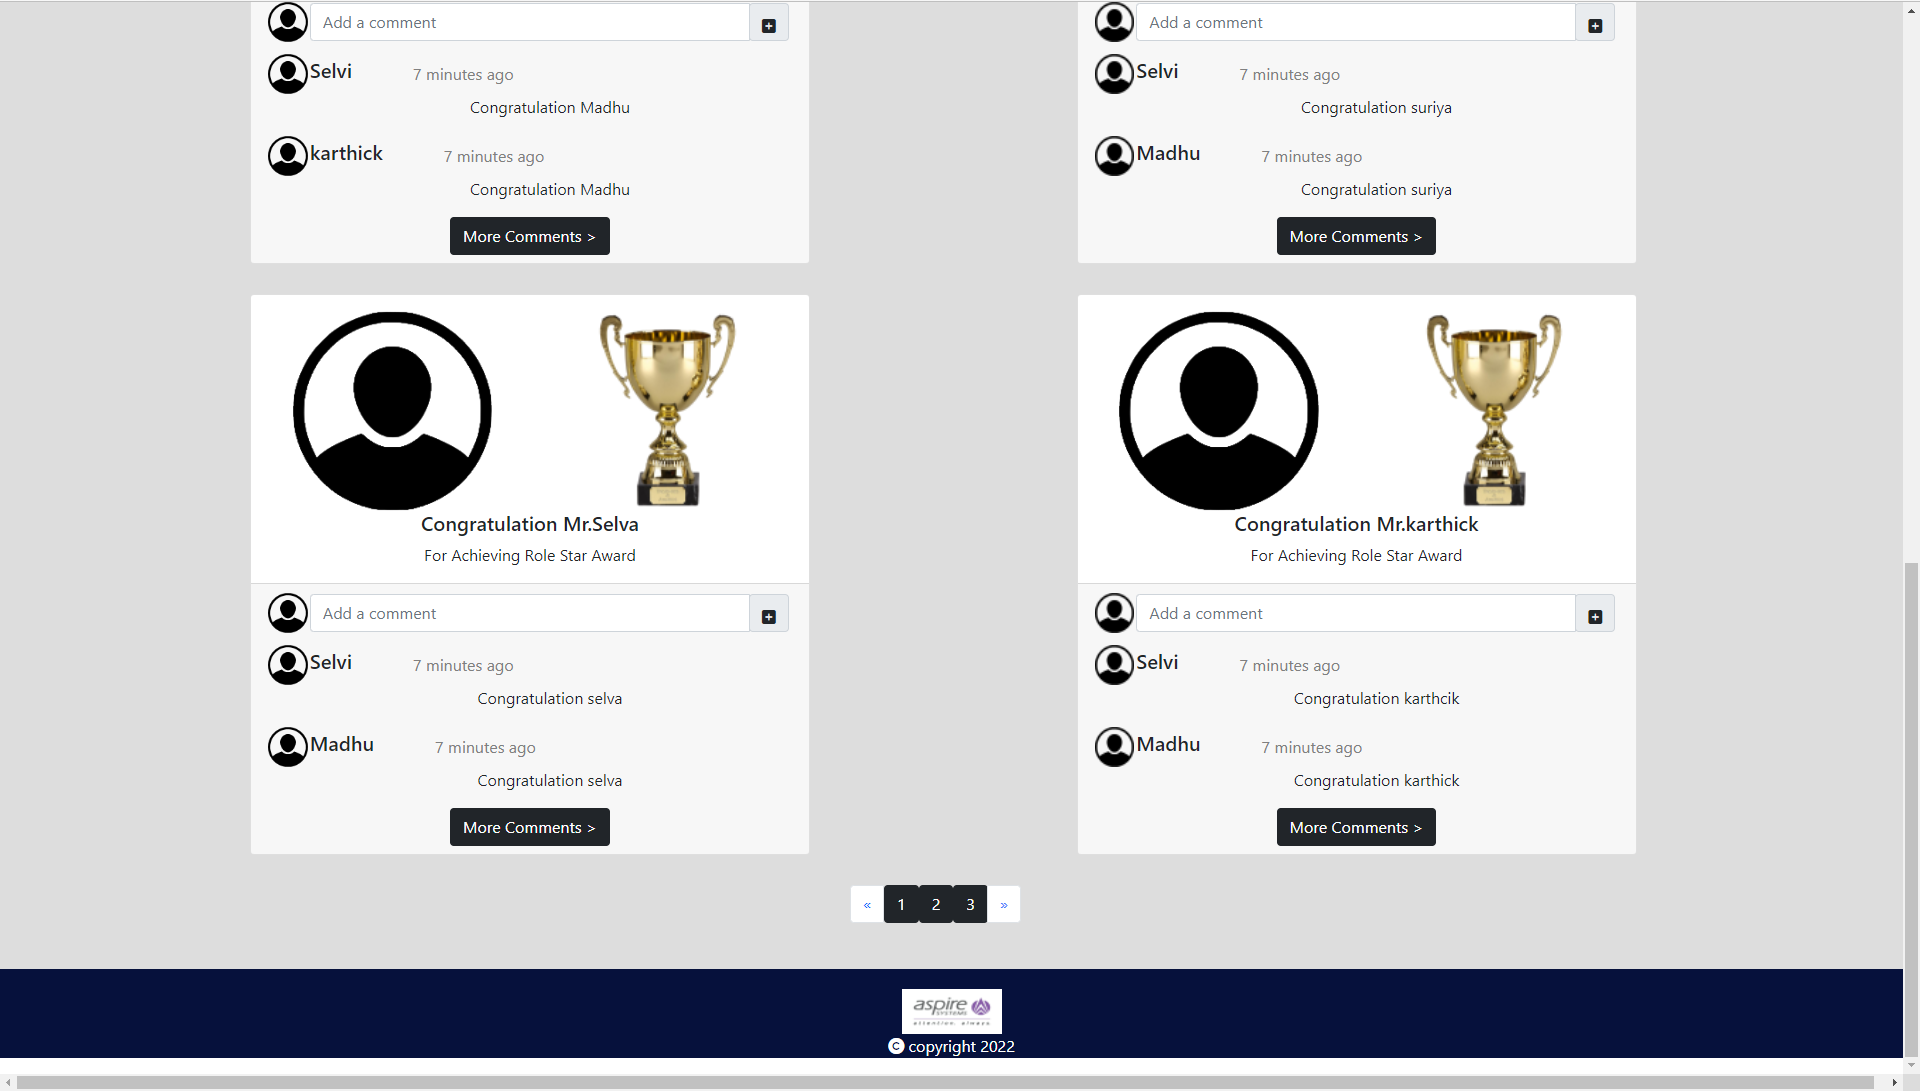 Add a comment
Selvi 7 minutes ago
Congratulation Madhu
karthick 7 minutes ago
Congratulation Madhu
More Comments >
Add a comment
Selvi 7 minutes ago
Congratulation suriya
Madhu 7 minutes ago
Congratulation suriya
More Comments >
Congratulation Mr.Selva
For Achieving Role Star Award
Add a comment
Selvi 7 minutes ago
Congratulation selva
Madhu 7 minutes ago
Congratulation selva
More Comments >
Congratulation Mr.karthick
For Achieving Role Star Award
Add a comment
Selvi 7 minutes ago
Congratulation karthcik
Madhu 7 minutes ago
Congratulation karthick
More Comments >
« 1 2 3 »
aspire
SYSTEMS
attention. always.
© copyright 2022